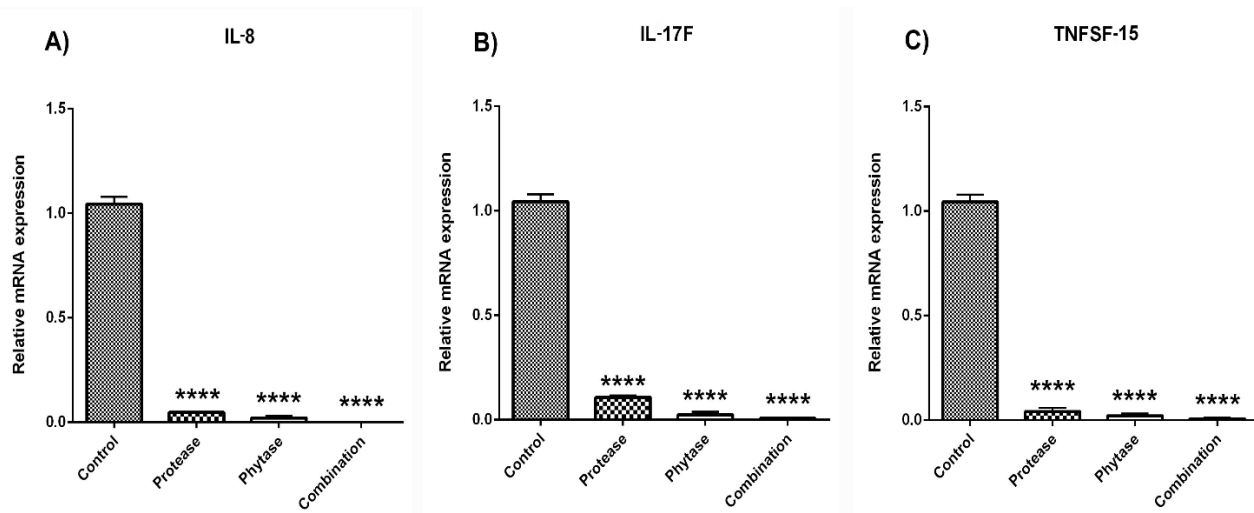 A)
IL-8
Relative mRNA expression
1.5
1.0
0.5
0.0
****
****
****
Control
Protease
Phytase
Combination
B)
IL-17F
Relative mRNA expression
1.5
1.0
0.5
0.0
****
****
****
Control
Protease
Phytase
Combination
C)
TNFSF-15
Relative mRNA expression
1.5
1.0
0.5
0.0
****
****
****
Control
Protease
Phytase
Combination